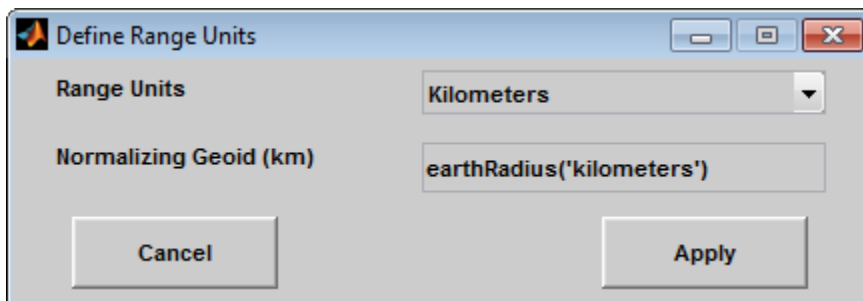 Define Range Units
Range Units
Kilometers
Normalizing Geoid (km)
earthRadius('kilometers')
Cancel
Apply